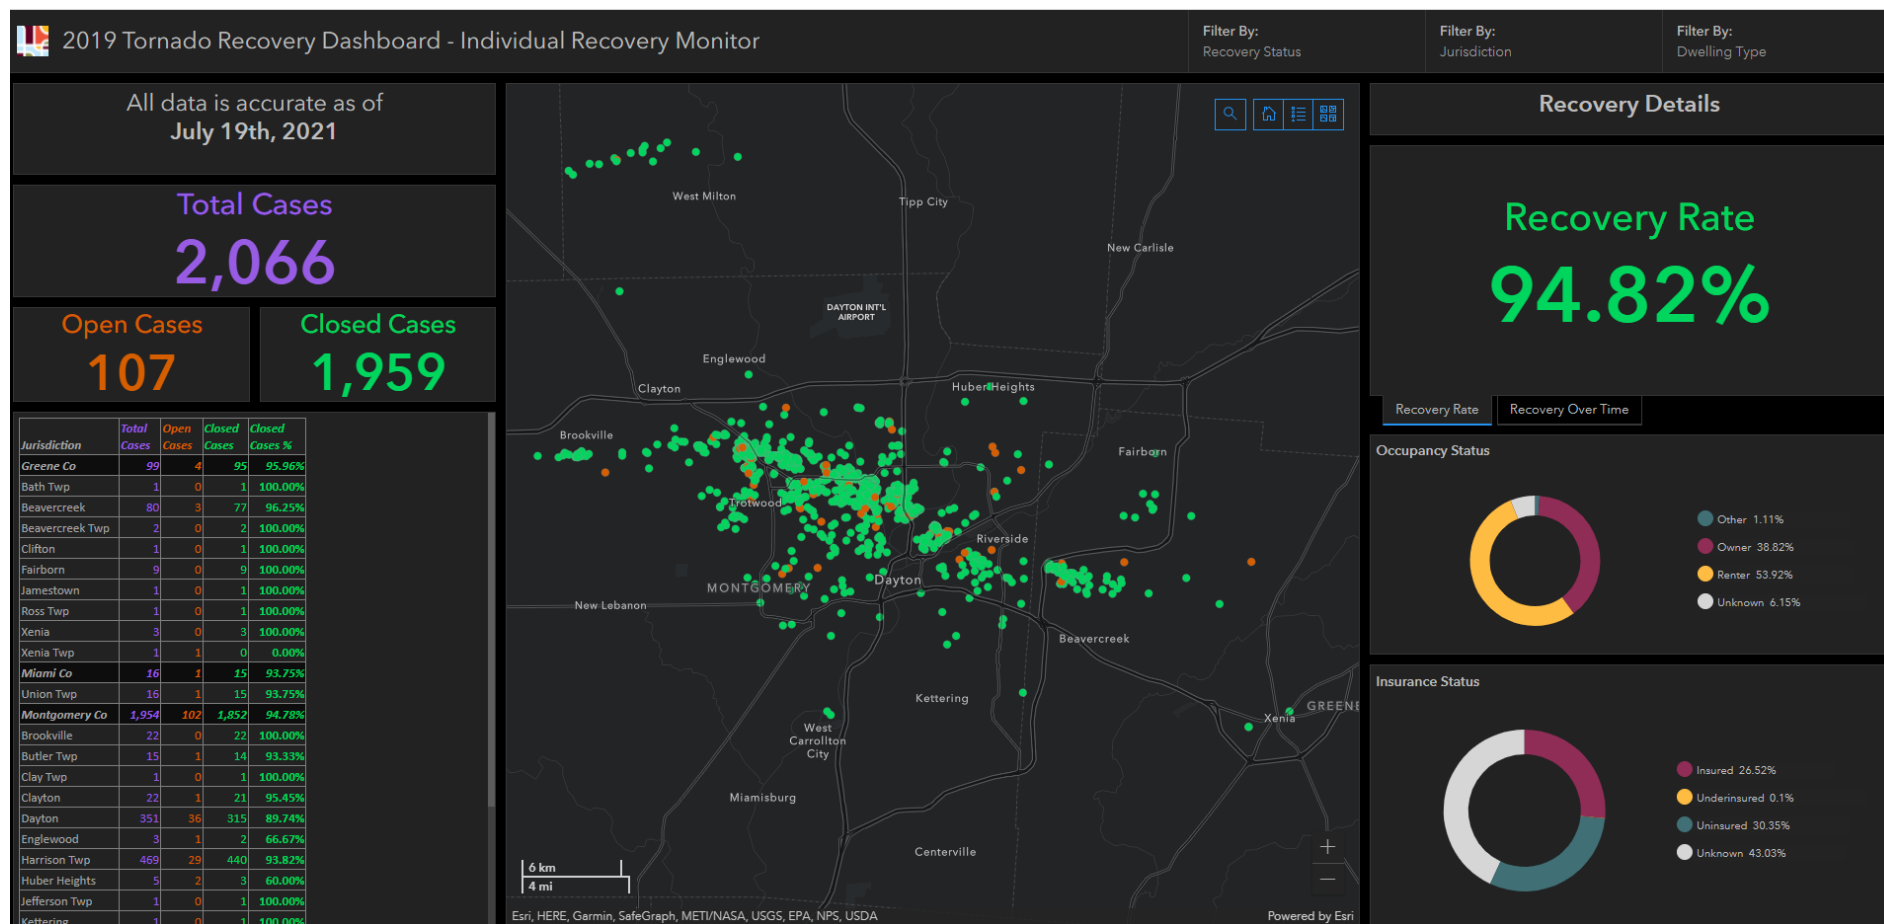 2019 Tornado Recovery Dashboard - Individual Recovery Monitor
Filter By:
Recovery Status
Filter By:
Jurisdiction
Filter By:
Dwelling Type
All data is accurate as of
July 19th, 2021
Total Cases
2,066
Open Cases
107
Closed Cases
1,959
Jurisdiction Total Cases Open Cases Closed Cases Closed Cases %
Greene Co 99 4 95 95.96%
Bath Twp 1 0 1 100.00%
Beavercreek 80 3 77 96.25%
Beavercreek Twp 2 0 2 100.00%
Clifton 1 0 1 100.00%
Fairborn 9 0 9 100.00%
Jamestown 1 0 1 100.00%
Ross Twp 1 0 1 100.00%
Xenia 3 0 3 100.00%
Xenia Twp 1 1 0 0.00%
Miami Co 16 1 15 93.75%
Union Twp 16 1 15 93.75%
Montgomery Co 1,954 102 1,852 94.78%
Brookville 22 0 22 100.00%
Butler Twp 15 1 14 93.33%
Clay Twp 1 0 1 100.00%
Clayton 22 1 21 95.45%
Dayton 351 36 315 89.74%
Englewood 3 1 2 66.67%
Harrison Twp 469 29 440 93.82%
Huber Heights 5 2 3 60.00%
Jefferson Twp 1 0 1 100.00%
Kettering 1 0 1 100.00%
West Milton
Tipp City
New Carlisle
DAYTON INT'L
AIRPORT
Englewood
Clayton
Huber Heights
Brookville
Fairborn
Trotwood
Riverside
Dayton
MONTGOMERY
New Lebanon
Beavercreek
Kettering
GREENE
Xenia
West
Carrollton
City
Miamisburg
Centerville
+
−
6 km
4 mi
Esri, HERE, Garmin, SafeGraph, METI/NASA, USGS, EPA, NPS, USDA
Powered by Esri
Recovery Details
Recovery Rate
94.82%
Recovery Rate
Recovery Over Time
Occupancy Status
Other 1.11%
Owner 38.82%
Renter 53.92%
Unknown 6.15%
Insurance Status
Insured 26.52%
Underinsured 0.1%
Uninsured 30.35%
Unknown 43.03%